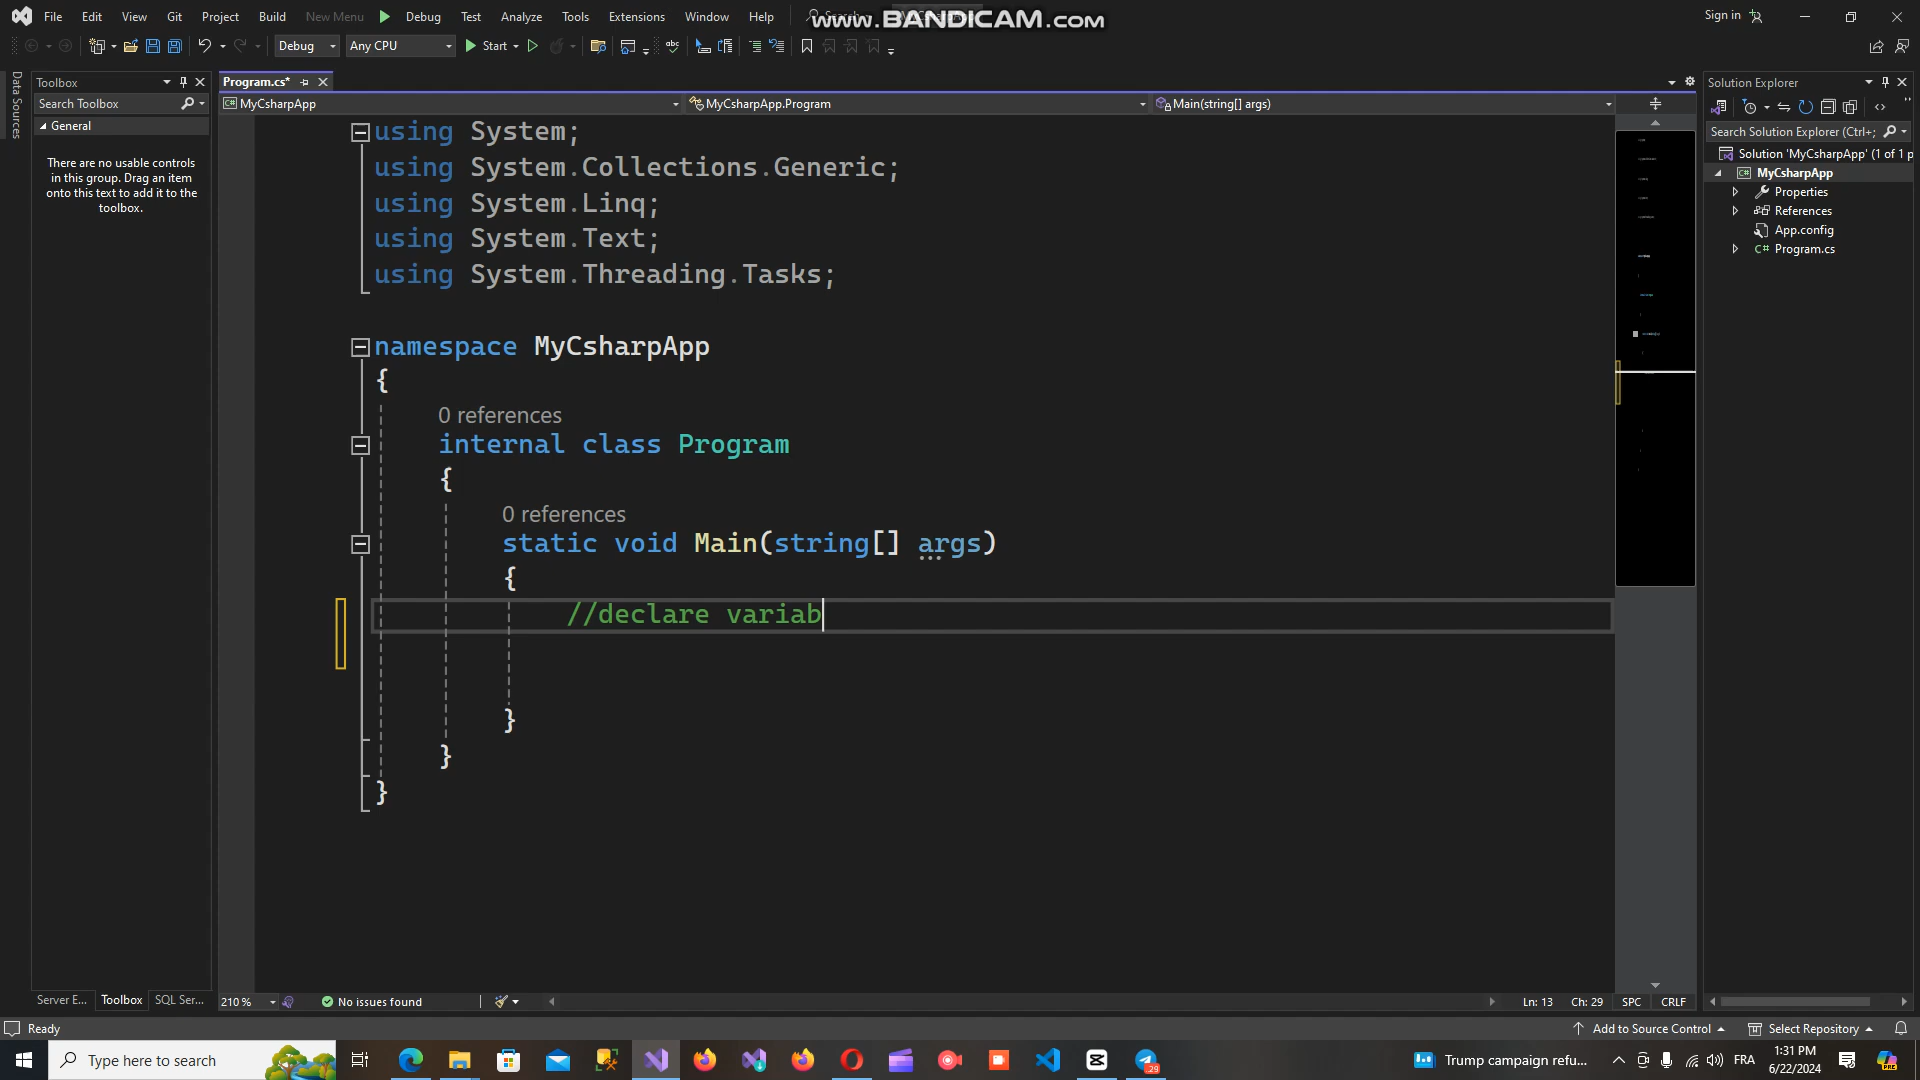 File Edit View Git Project Build New Menu Debug Test Analyze Tools Extensions Window Help
www.BANDICAM.com
Sign in
Debug Any CPU Start
Data Sources
Toolbox
Search Toolbox
General
There are no usable controls
in this group. Drag an item
onto this text to add it to the
toolbox.
Server E... Toolbox SQL Ser...
Program.cs*
MyCsharpApp MyCsharpApp.Program Main(string[] args)
using System;
using System.Collections.Generic;
using System.Linq;
using System.Text;
using System.Threading.Tasks;
namespace MyCsharpApp
{
0 references
internal class Program
{
0 references
static void Main(string[] args)
{
//declare variab
}
}
}
210 % No issues found Ln: 13 Ch: 29 SPC CRLF
Solution Explorer
Search Solution Explorer (Ctrl+;
Solution 'MyCsharpApp' (1 of 1 p
MyCsharpApp
Properties
References
App.config
C# Program.cs
Ready Add to Source Control Select Repository
Type here to search
29
Trump campaign refu...
FRA
1:31 PM
6/22/2024